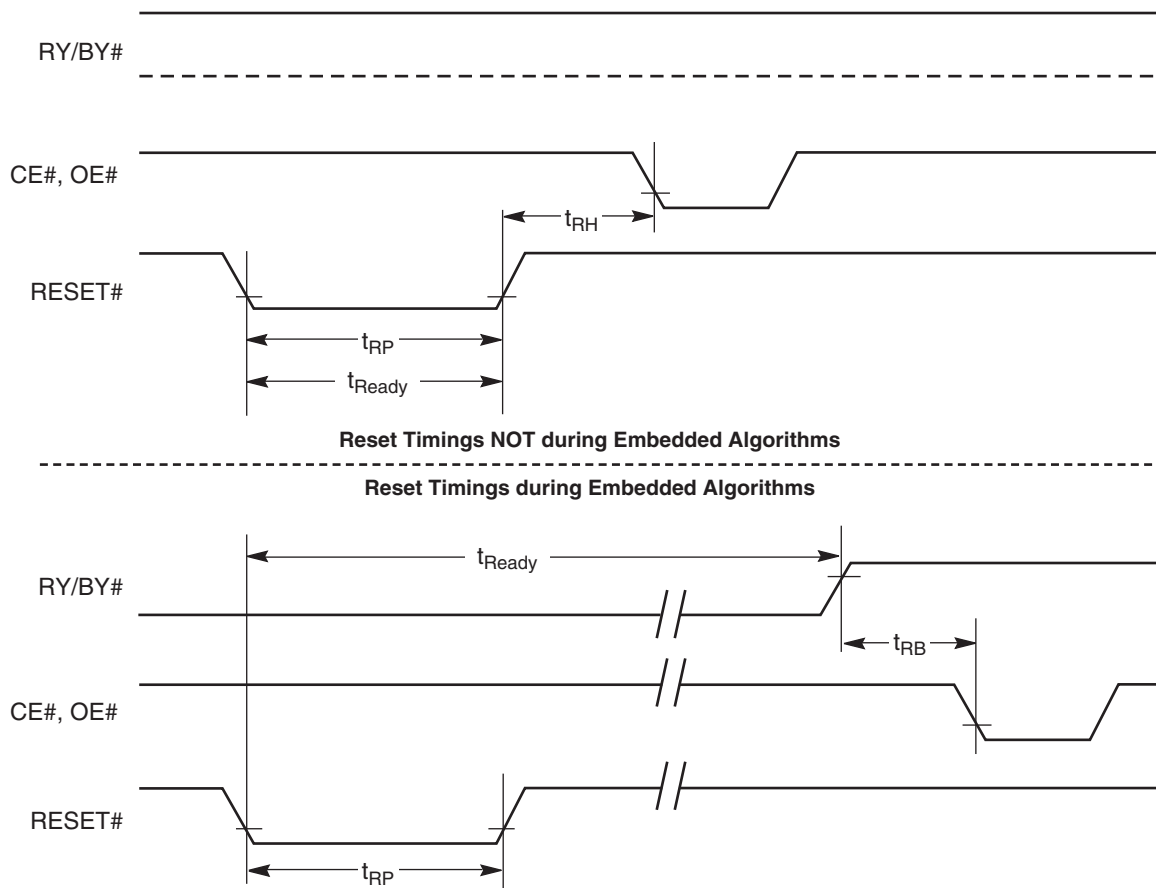 RY/BY#
CE#, OE#
tRH
RESET#
tRP
tReady
Reset Timings NOT during Embedded Algorithms
Reset Timings during Embedded Algorithms
tReady
RY/BY#
tRB
CE#, OE#
RESET#
tRP